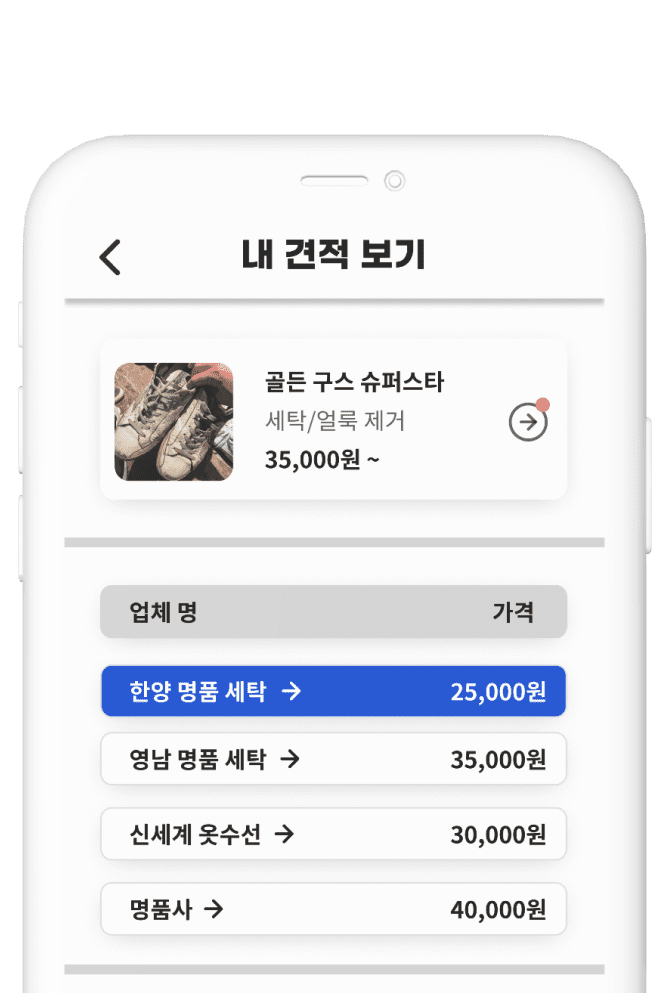 내 견적 보기
골든 구스 슈퍼스타
세탁/얼룩 제거
35,000원 ~
업체 명 가격
한양 명품 세탁 → 25,000원
영남 명품 세탁 → 35,000원
신세계 옷수선 → 30,000원
명품사 → 40,000원